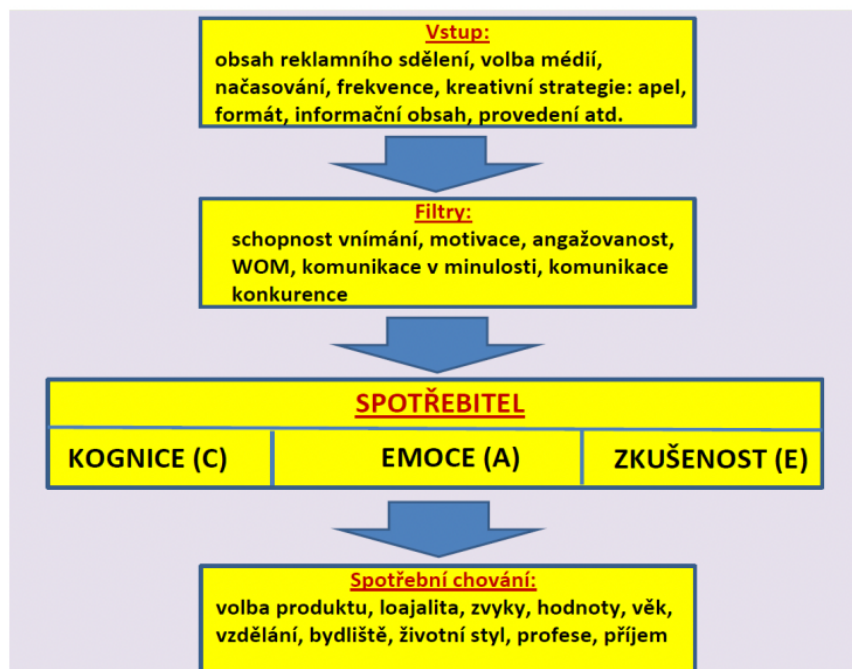 Vstup:
obsah reklamního sdělení, volba médií,
načasování, frekvence, kreativní strategie: apel,
formát, informační obsah, provedení atd.
Filtry:
schopnost vnímání, motivace, angažovanost,
WOM, komunikace v minulosti, komunikace
konkurence
SPOTŘEBITEL
KOGNICE (C)
EMOCE (A)
ZKUŠENOST (E)
Spotřební chování:
volba produktu, loajalita, zvyky, hodnoty, věk,
vzdělání, bydliště, životní styl, profese, příjem